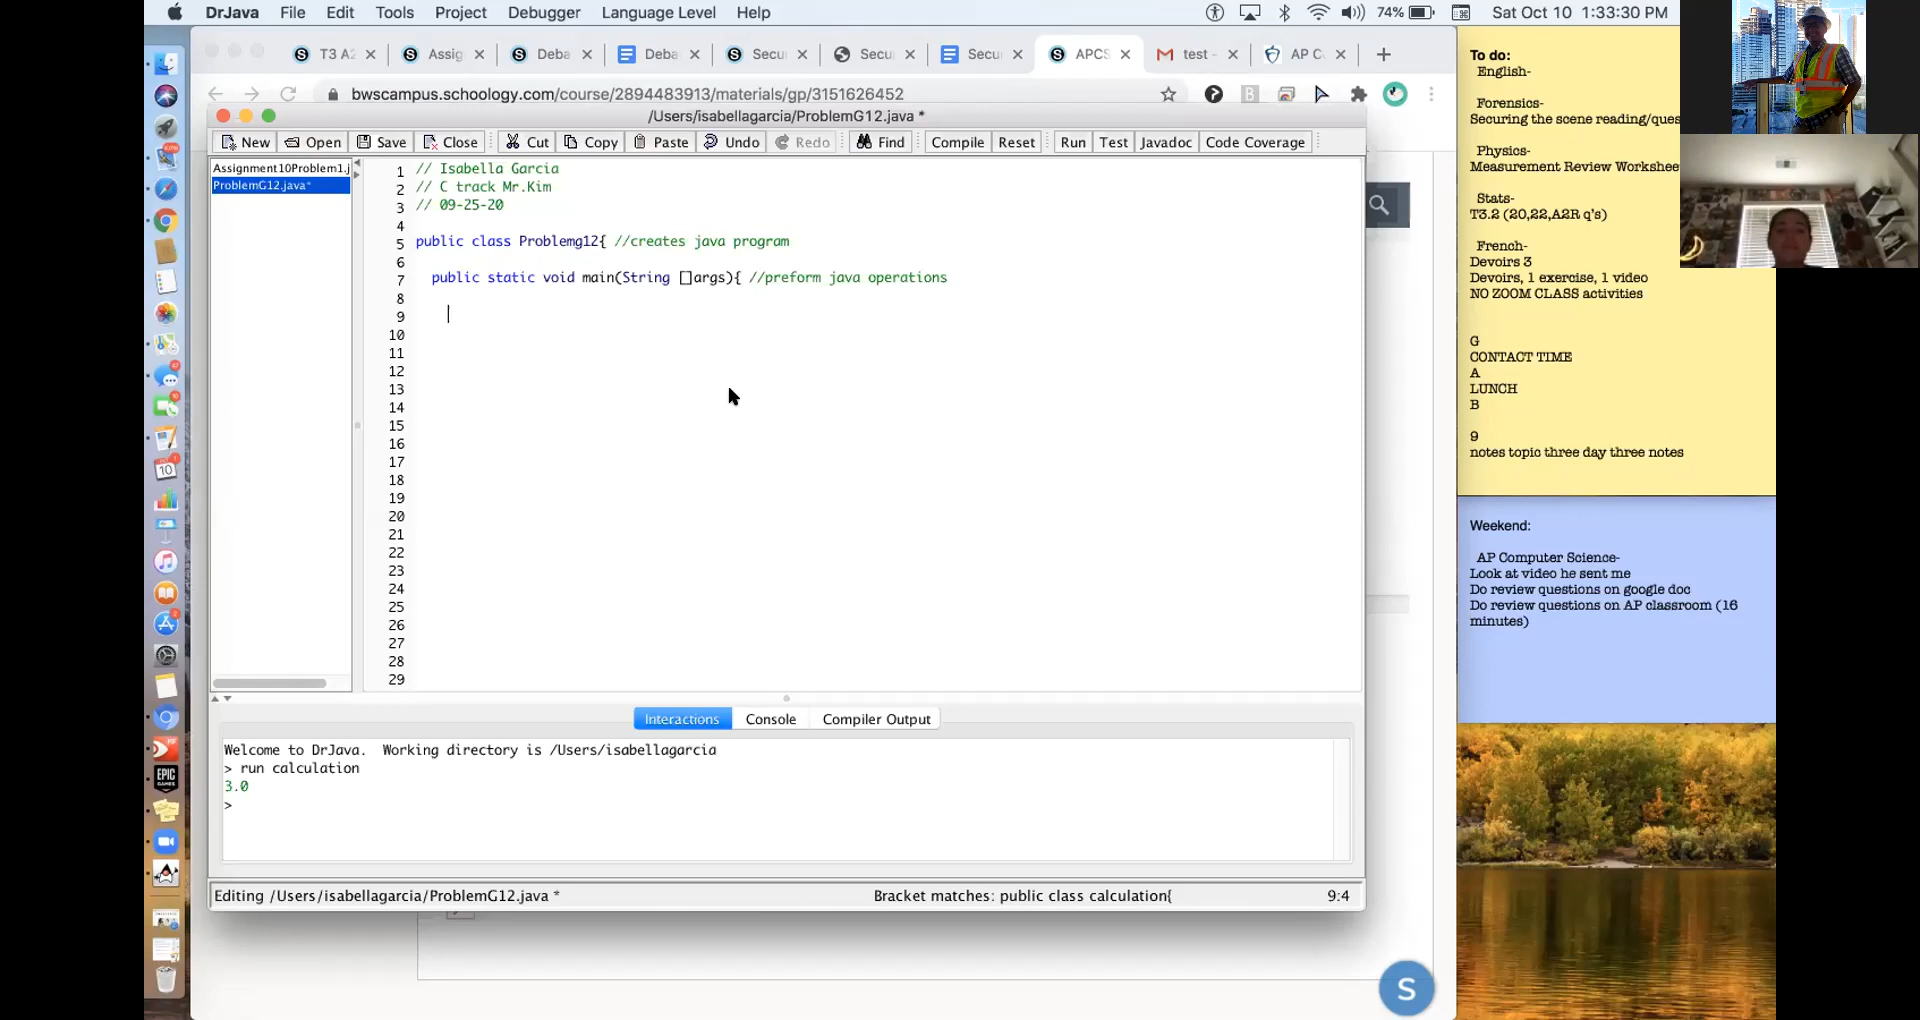 DrJava File Edit Tools Project Debugger Language Level Help 74% Sat Oct 10 1:33:30 PM
T3 A2 Assig Deba Deba Secu Secu Secu APCS test - AP C
bwscampus.schoology.com/course/2894483913/materials/gp/3151626452
/Users/isabellagarcia/ProblemG12.java *
New Open Save Close Cut Copy Paste Undo Redo Find Compile Reset Run Test Javadoc Code Coverage
Assignment10Problem1.j
ProblemG12.java*
1 // Isabella Garcia
2 // C track Mr.Kim
3 // 09-25-20
4
5 public class Problemg12{ //creates java program
6
7 public static void main(String []args){ //preform java operations
8
9
10
11
12
13
14
15
16
17
18
19
20
21
22
23
24
25
26
27
28
29
Interactions Console Compiler Output
Welcome to DrJava. Working directory is /Users/isabellagarcia
> run calculation
3.0
>
Editing /Users/isabellagarcia/ProblemG12.java * Bracket matches: public class calculation{ 9:4
To do:
English-
Forensics-
Securing the scene reading/ques
Physics-
Measurement Review Workshee
Stats-
T3.2 (20,22,A2R q's)
French-
Devoirs 3
Devoirs, 1 exercise, 1 video
NO ZOOM CLASS activities
G
CONTACT TIME
A
LUNCH
B
9
notes topic three day three notes
Weekend:
AP Computer Science-
Look at video he sent me
Do review questions on google doc
Do review questions on AP classroom (16
minutes)
EPIC
GAMES
S